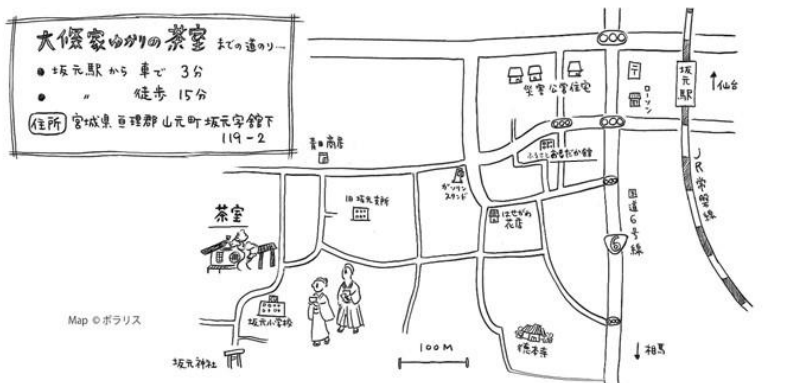 大條家ゆかりの茶室 までの道のり…
● 坂元駅から 車で 3分
● 〃 徒歩 15分
住所 宮城県亘理郡山元町坂元字舘下
119-2
災害公営住宅
〒
ローソン
坂元駅
↑仙台
JR常磐線
ふるさとおもだか館
青田商店
ガソリン
スタンド
旧坂元支所
はせがわ
花店
国道6号線
6
茶室
坂元小学校
Map © ポラリス
100M
徳本寺
↓相馬
坂元神社